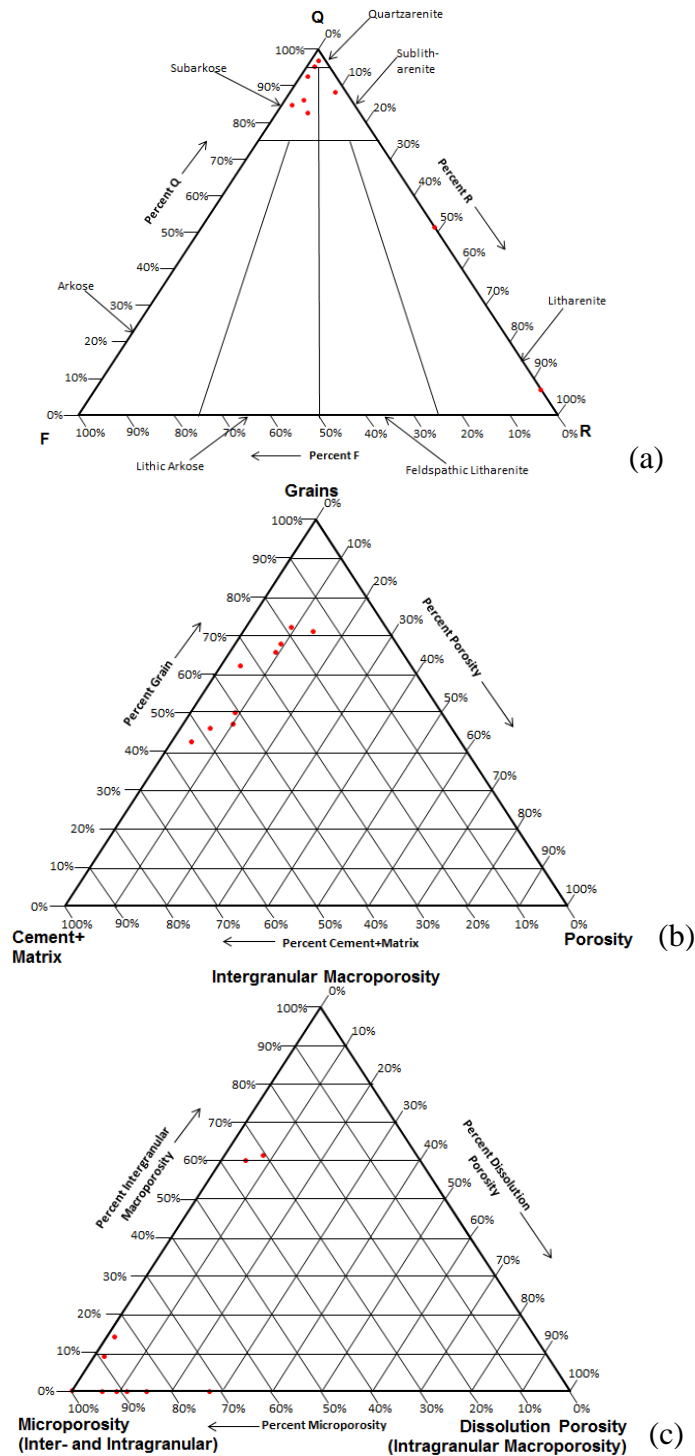 Q
0%
Quartzarenite
100%
Subarkose
Sublith-
arenite
90%
10%
80%
20%
70%
30%
Percent Q
60%
40%
Percent R
50%
50%
40%
60%
Arkose
30%
70%
20%
80%
Litharenite
10%
90%
0%
100%
F
100%
90%
80%
70%
60%
50%
40%
30%
20%
10%
0%
R
Lithic Arkose
Percent F
Feldspathic Litharenite
(a)
Grains
0%
100%
90%
10%
80%
20%
70%
30%
Percent Grain
60%
40%
Percent Porosity
50%
50%
40%
60%
30%
70%
20%
80%
10%
90%
0%
100%
100%
90%
80%
70%
60%
50%
40%
30%
20%
10%
0%
Cement+
Matrix
Percent Cement+Matrix
Porosity
(b)
Intergranular Macroporosity
0%
100%
90%
10%
80%
20%
70%
30%
Percent Intergranular
Macroporosity
60%
40%
Percent Dissolution
Porosity
50%
50%
40%
60%
30%
70%
20%
80%
10%
90%
0%
100%
100%
90%
80%
70%
60%
50%
40%
30%
20%
10%
0%
Microporosity
(Inter- and Intragranular)
Percent Microporosity
Dissolution Porosity
(Intragranular Macroporosity)
(c)